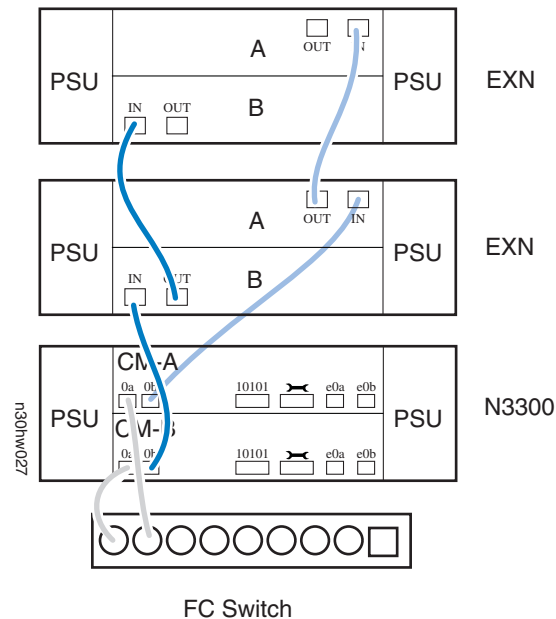 A
OUT IN
PSU PSU EXN
IN OUT B
A
OUT IN
PSU PSU EXN
IN OUT B
CM-A
0a 0b 10101 e0a e0b
PSU PSU N3300
CM-B
0a 0b 10101 e0a e0b
n30hw027
FC Switch